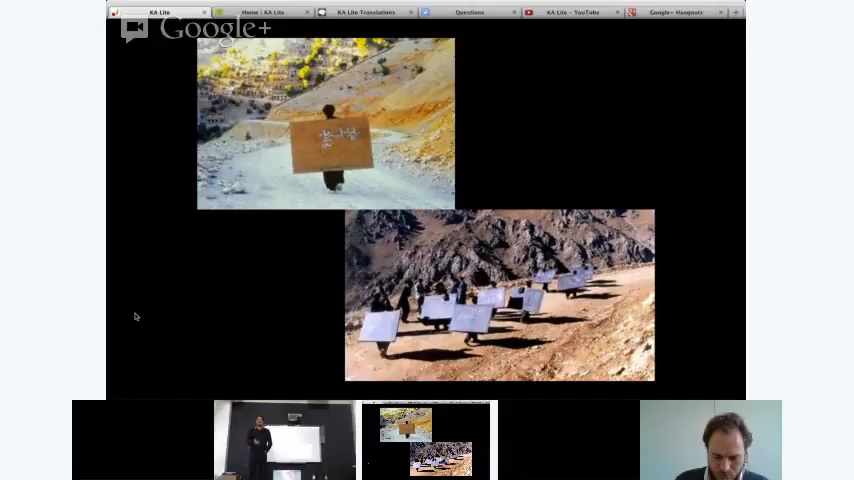 KA Lite
Home | KA Lite
KA Lite Translations
Questions
KA Lite - YouTube
Google+ Hangouts
Google+